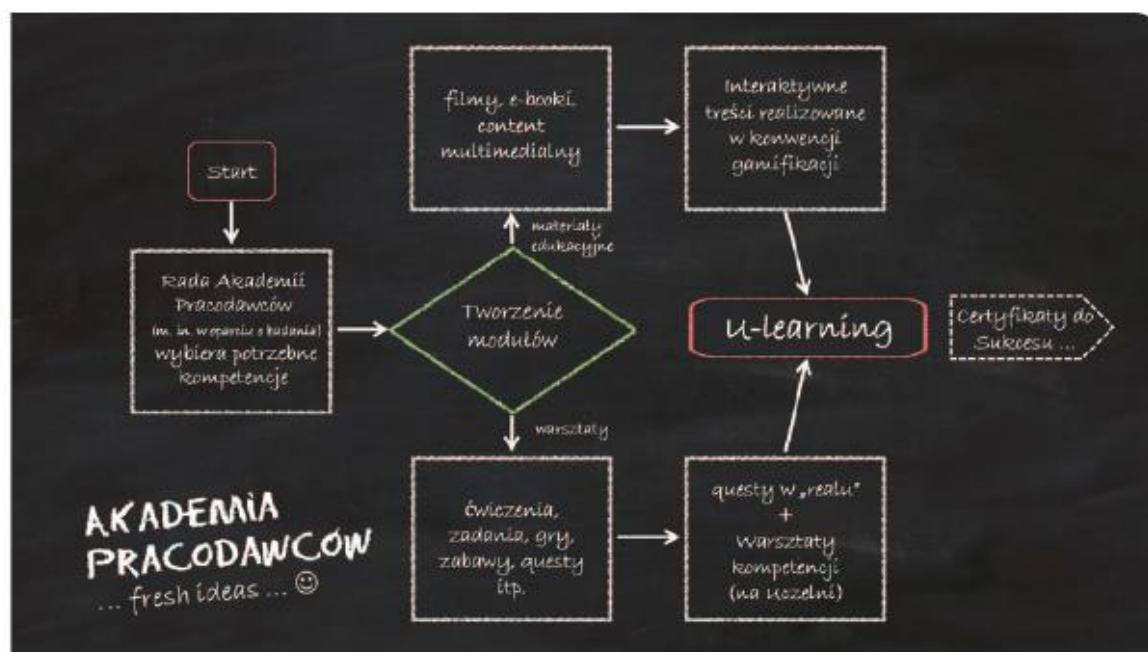 Start
Rada Akademii
Pracodawców
(m. in. w oparciu o badania)
wybiera potrzebne
kompetencje
Tworzenie
modułów
materiały
edukacyjne
filmy, e-booki,
content
multimedialny
Interaktywne
treści realizowane
w konwencji
gamifikacji
warsztaty
ćwiczenia,
zadania, gry,
zabawy, questy
itp.
questy w „realu"
+
Warsztaty
kompetencji
(na Uczelni)
U-learning
Certyfikaty do
Sukcesu ...
AKADEMIA
PRACODAWCÓW
... fresh ideas ... ☺